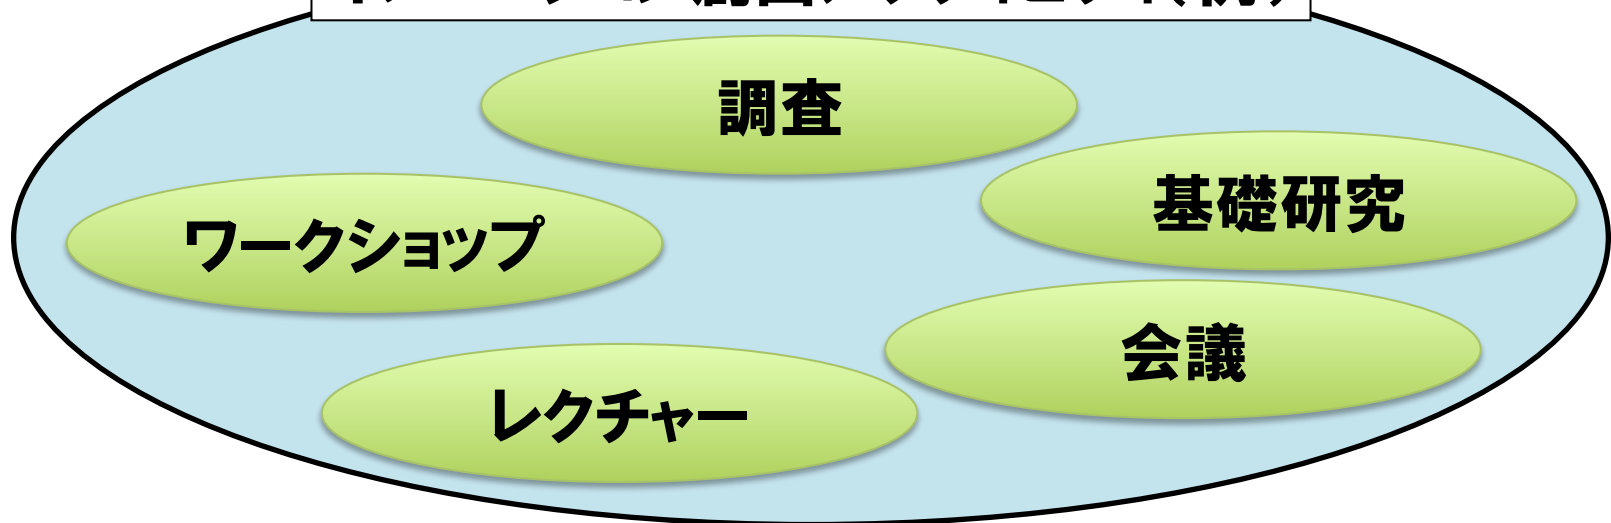 調査
基礎研究
ワークショップ
会議
レクチャー